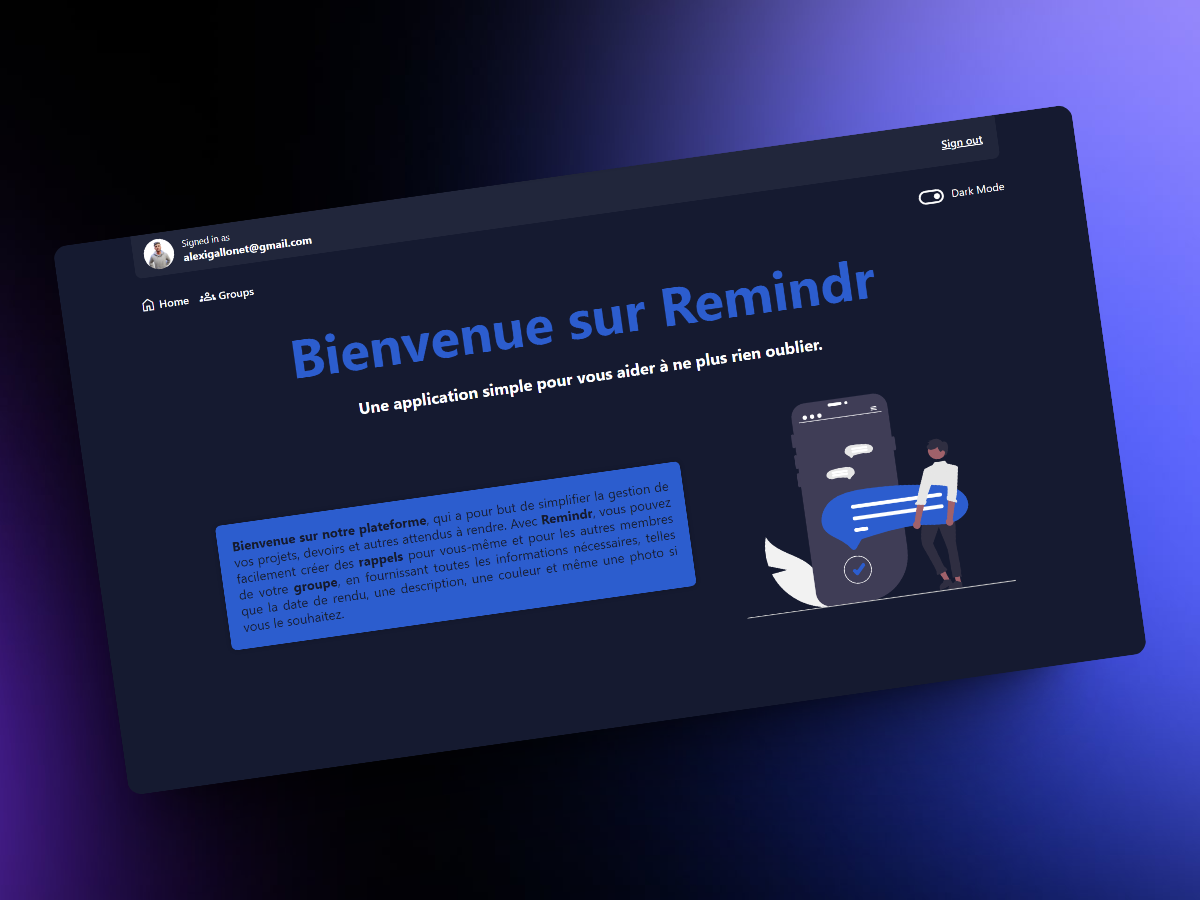 Sign out
Signed in as
alexigallonet@gmail.com
Dark Mode
Home Groups
Bienvenue sur Remindr
Une application simple pour vous aider à ne plus rien oublier.
Bienvenue sur notre plateforme, qui a pour but de simplifier la gestion de
vos projets, devoirs et autres attendus à rendre. Avec Remindr, vous pouvez
facilement créer des rappels pour vous-même et pour les autres membres
de votre groupe, en fournissant toutes les informations nécessaires, telles
que la date de rendu, une description, une couleur et même une photo si
vous le souhaitez.